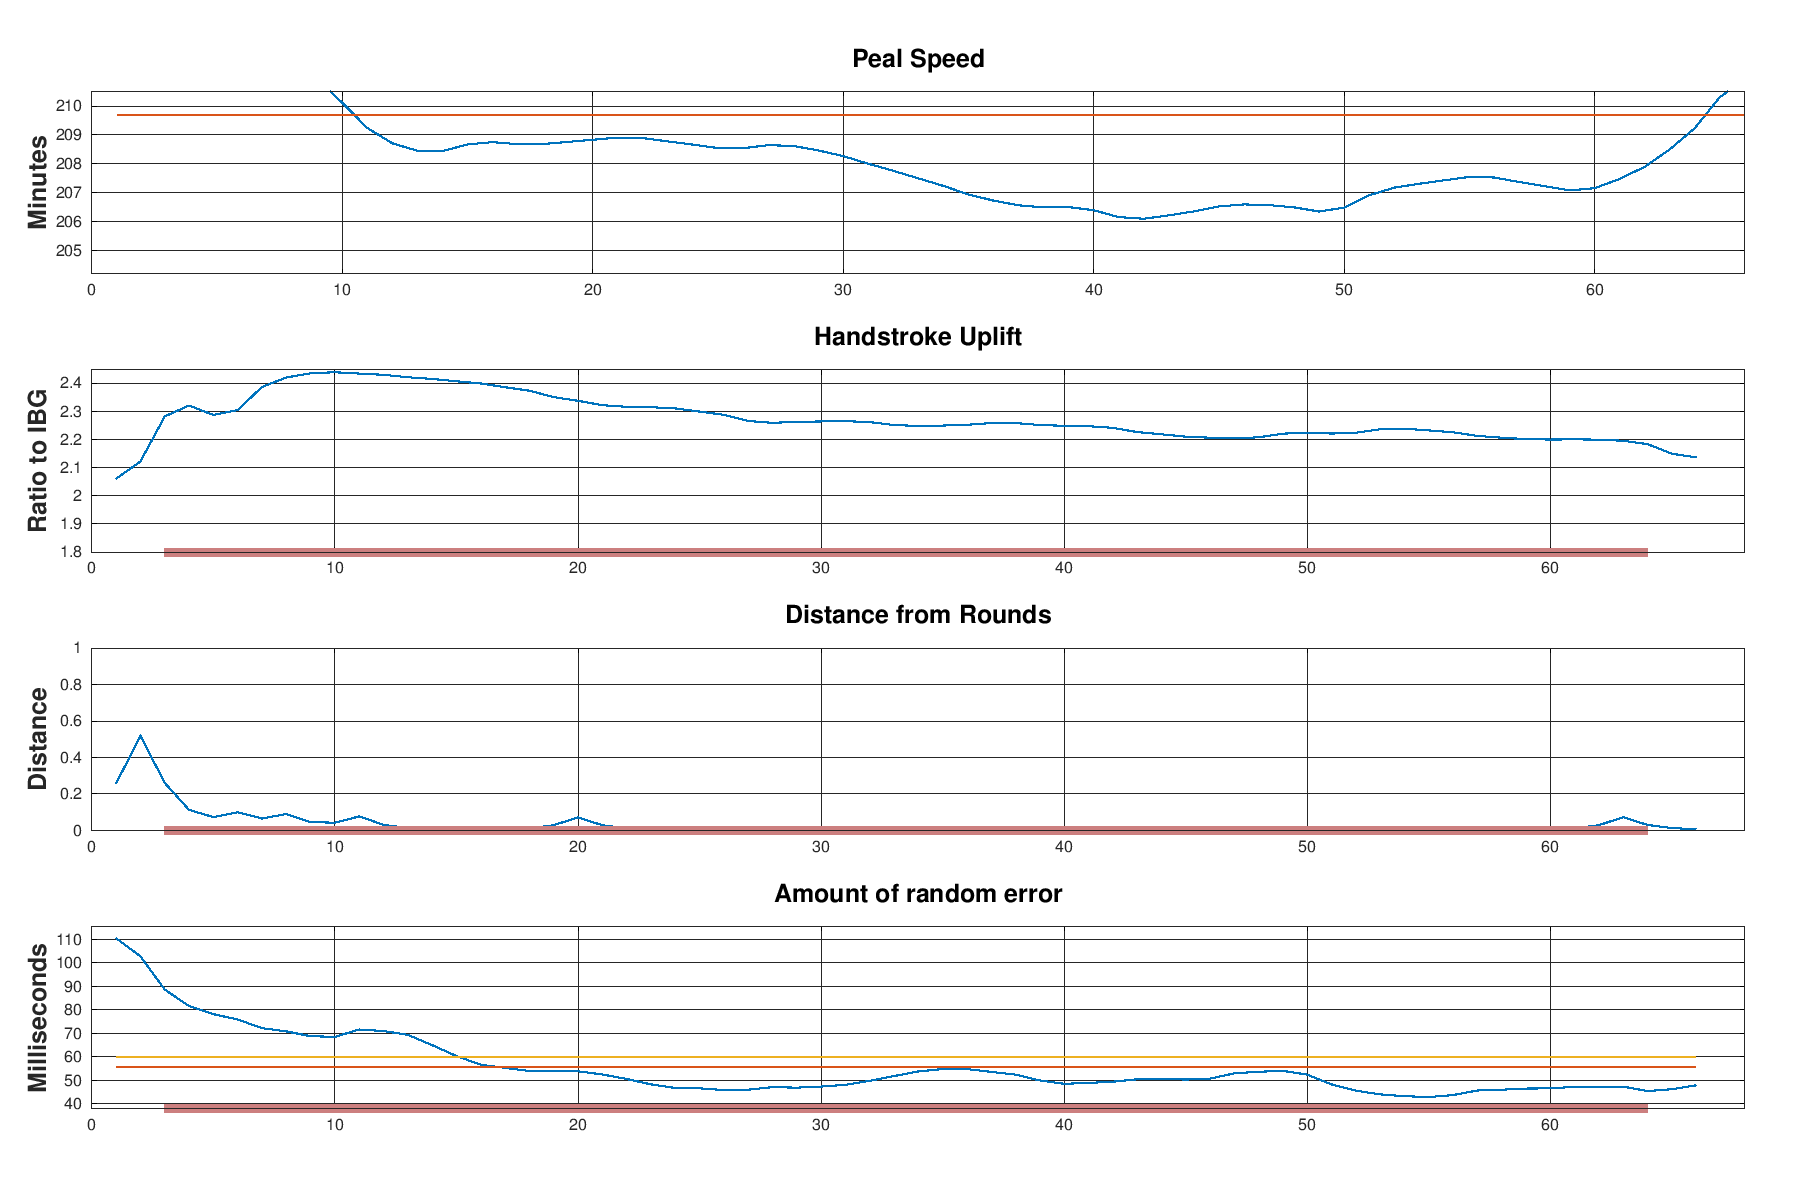 Peal Speed
Minutes
210
209
208
207
206
205
0 10 20 30 40 50 60
Handstroke Uplift
Ratio to IBG
2.4
2.3
2.2
2.1
2
1.9
1.8
0 10 20 30 40 50 60
Distance from Rounds
Distance
1
0.8
0.6
0.4
0.2
0
0 10 20 30 40 50 60
Amount of random error
Milliseconds
110
100
90
80
70
60
50
40
0 10 20 30 40 50 60